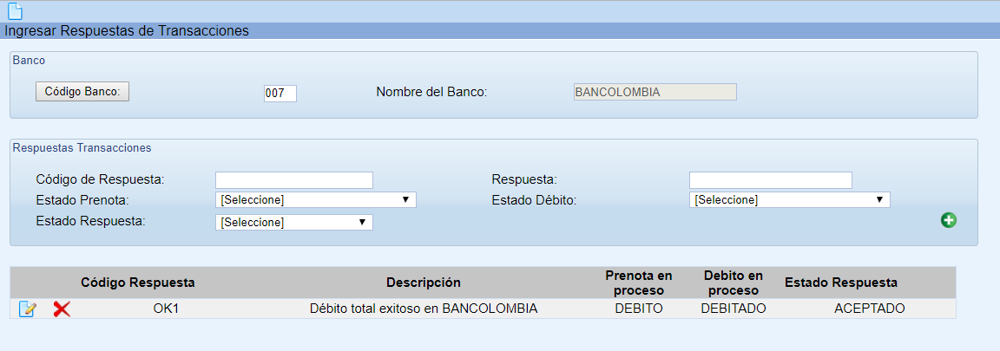 Ingresar Respuestas de Transacciones
Banco
Código Banco: 007 Nombre del Banco: BANCOLOMBIA
Respuestas Transacciones
Código de Respuesta: Respuesta:
Estado Prenota: [Seleccione] Estado Débito: [Seleccione]
Estado Respuesta: [Seleccione]
Código Respuesta Descripción Prenota en proceso Debito en proceso Estado Respuesta
OK1 Débito total exitoso en BANCOLOMBIA DEBITO DEBITADO ACEPTADO